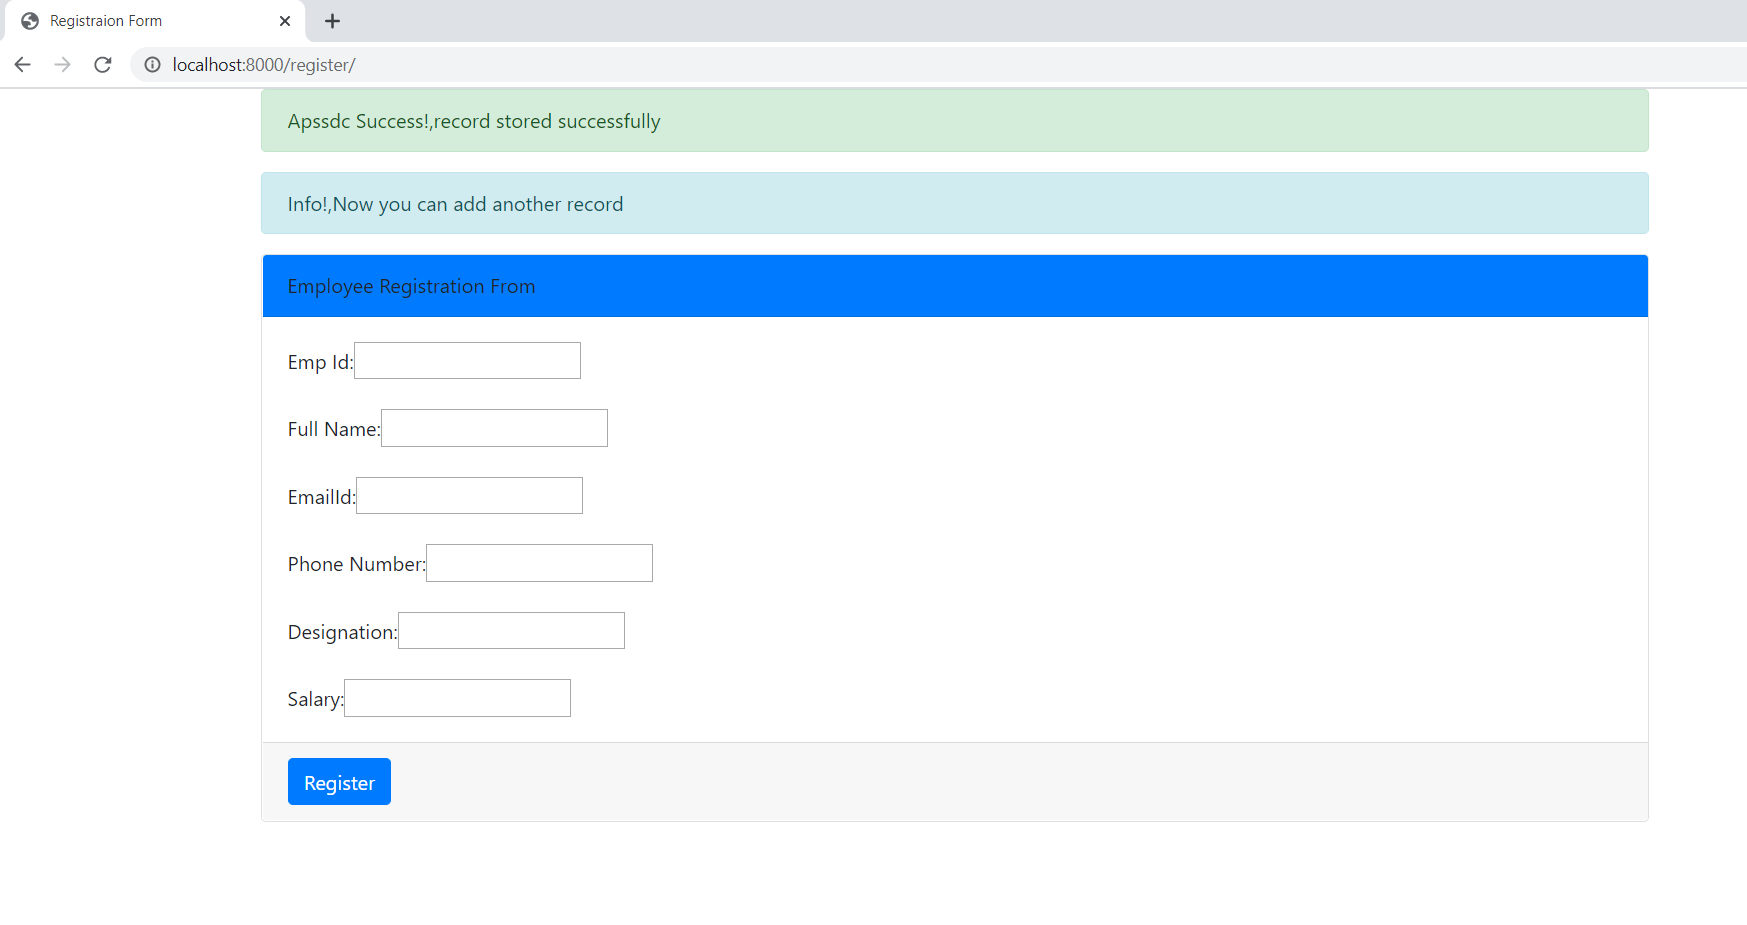 Registraion Form
localhost:8000/register/
Apssdc Success!,record stored successfully
Info!,Now you can add another record
Employee Registration From
Emp Id:
Full Name:
EmailId:
Phone Number:
Designation:
Salary:
Register